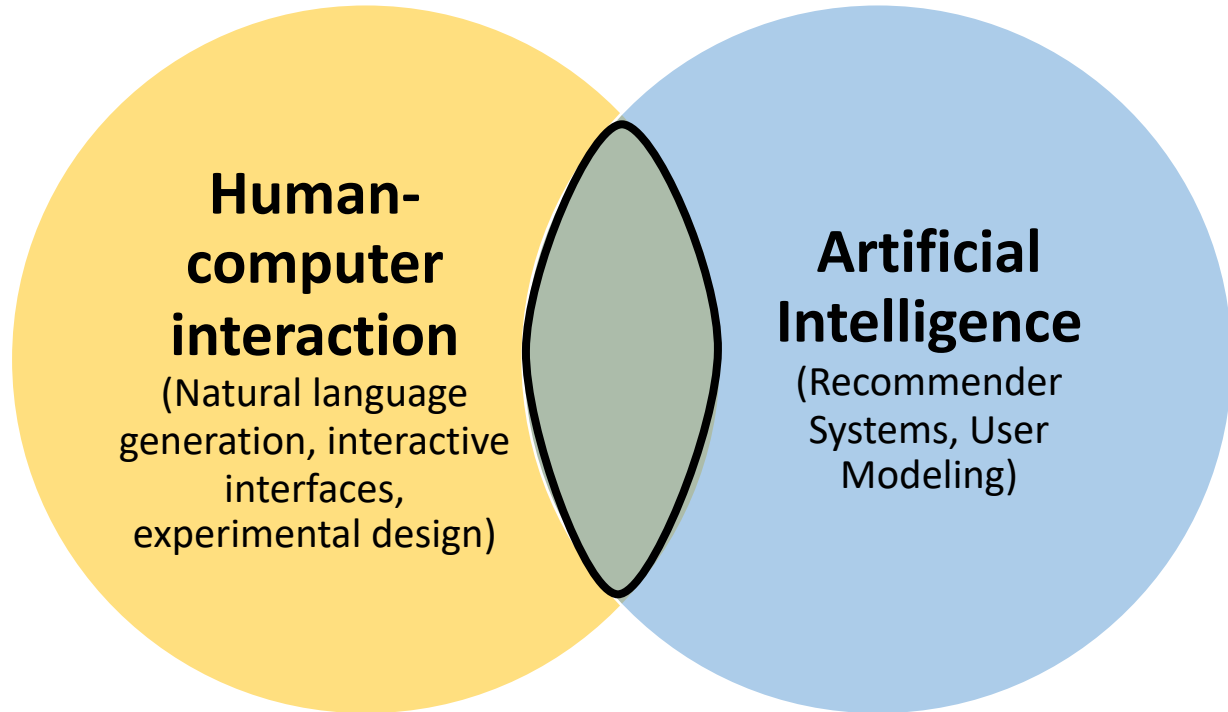 Human-
computer
interaction
(Natural language
generation, interactive
interfaces,
experimental design)
Artificial
Intelligence
(Recommender
Systems, User
Modeling)